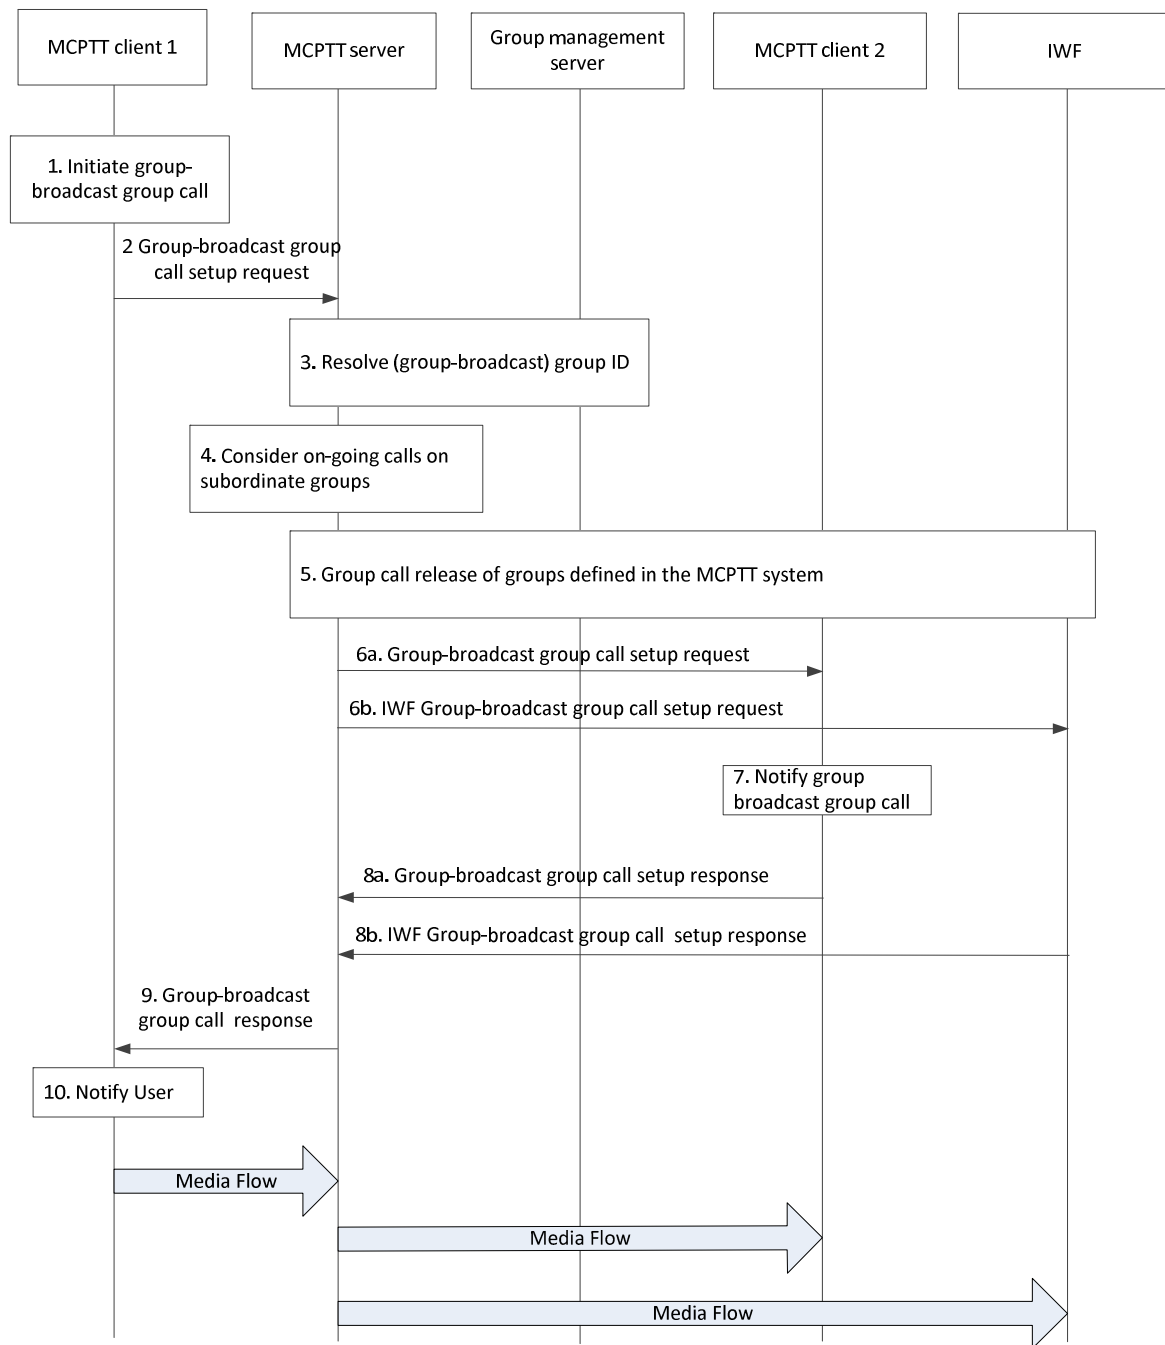 MCPTT client 1
MCPTT server
Group management
server
MCPTT client 2
IWF
1. Initiate group-
broadcast group call
2 Group-broadcast group
call setup request
3. Resolve (group-broadcast) group ID
4. Consider on-going calls on
subordinate groups
5. Group call release of groups defined in the MCPTT system
6a. Group-broadcast group call setup request
6b. IWF Group-broadcast group call setup request
7. Notify group
broadcast group call
8a. Group-broadcast group call setup response
8b. IWF Group-broadcast group call setup response
9. Group-broadcast
group call response
10. Notify User
Media Flow
Media Flow
Media Flow